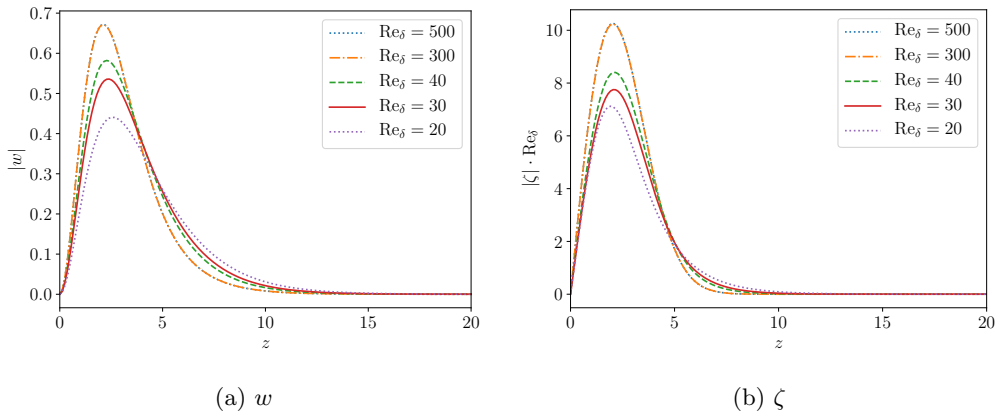 0.7
0.6
0.5
0.4
0.3
0.2
0.1
0.0
|w|
0 5 10 15 20
z
Re_δ = 500
Re_δ = 300
Re_δ = 40
Re_δ = 30
Re_δ = 20
(a) w
10
8
6
4
2
0
|ζ| · Re_δ
0 5 10 15 20
z
Re_δ = 500
Re_δ = 300
Re_δ = 40
Re_δ = 30
Re_δ = 20
(b) ζ